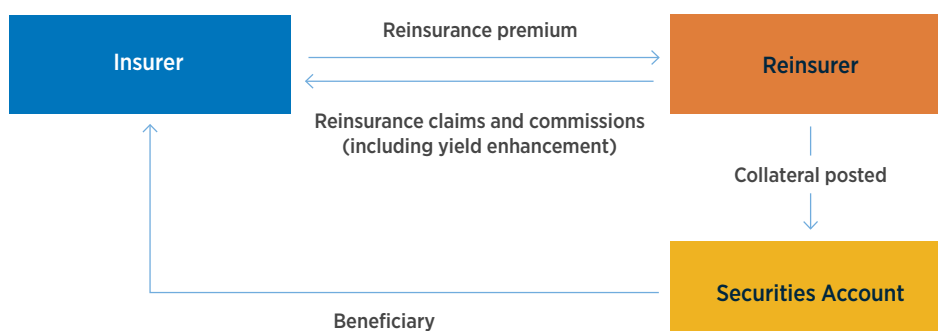 Reinsurance premium
Insurer
Reinsurer
Reinsurance claims and commissions
(including yield enhancement)
Collateral posted
Securities Account
Beneficiary